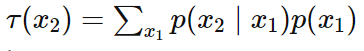 τ(x₂) = ∑ₓ₁ p(x₂ | x₁)p(x₁)